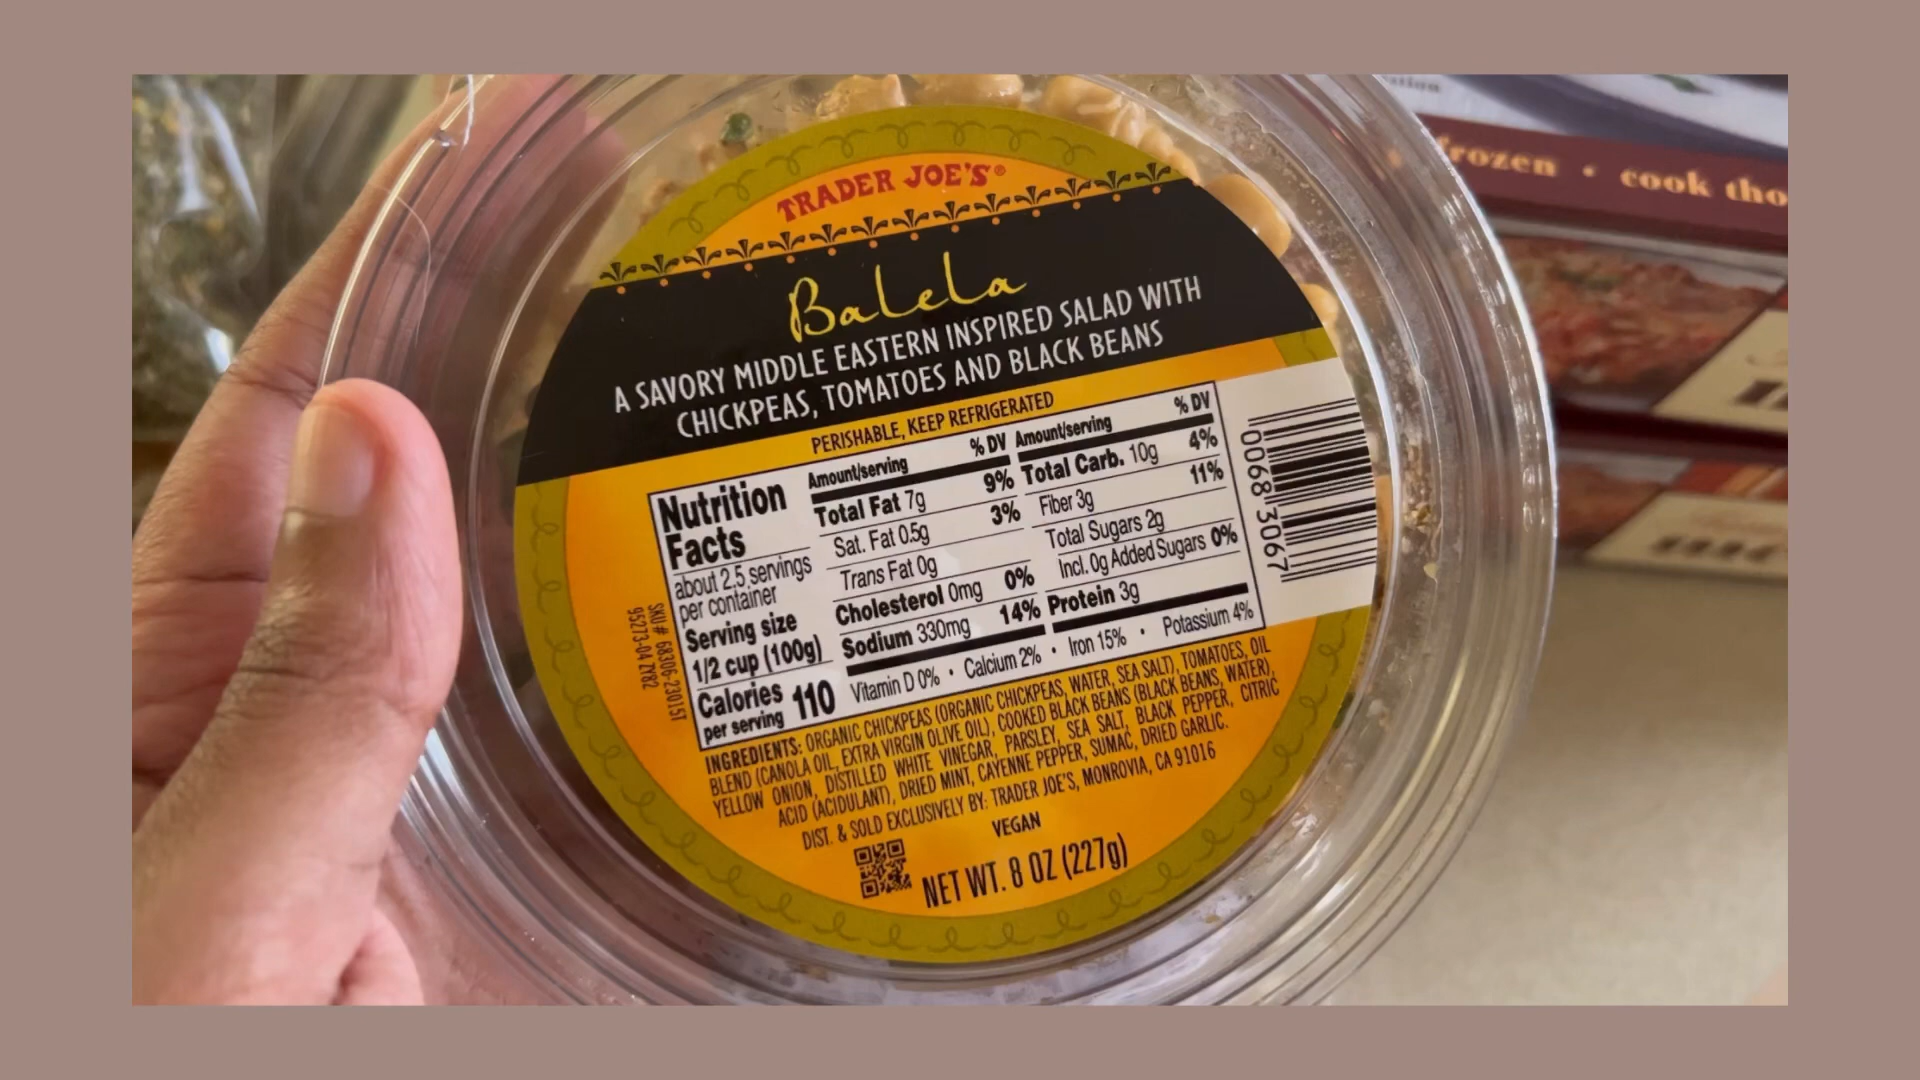 TRADER JOE'S®
Balela
A SAVORY MIDDLE EASTERN INSPIRED SALAD WITH
CHICKPEAS, TOMATOES AND BLACK BEANS
PERISHABLE, KEEP REFRIGERATED
Nutrition
Facts
about 2.5 servings
per container
Serving size
1/2 cup (100g)
Calories 110
per serving
Amount/serving % DV
Total Fat 7g 9%
Sat. Fat 0.5g 3%
Trans Fat 0g
Cholesterol 0mg 0%
Sodium 330mg 14%
Amount/serving % DV
Total Carb. 10g 4%
Fiber 3g 11%
Total Sugars 2g
Incl. 0g Added Sugars 0%
Protein 3g
Vitamin D 0% • Calcium 2% • Iron 15% • Potassium 4%
INGREDIENTS: ORGANIC CHICKPEAS (ORGANIC CHICKPEAS, WATER, SEA SALT), TOMATOES, OIL
BLEND (CANOLA OIL, EXTRA VIRGIN OLIVE OIL), COOKED BLACK BEANS (BLACK BEANS, WATER),
YELLOW ONION, DISTILLED WHITE VINEGAR, PARSLEY, SEA SALT, BLACK PEPPER, CITRIC
ACID (ACIDULANT), DRIED MINT, CAYENNE PEPPER, SUMAC, DRIED GARLIC.
DIST. & SOLD EXCLUSIVELY BY: TRADER JOE'S, MONROVIA, CA 91016
VEGAN
NET WT. 8 OZ (227g)
SKU# 68306-23015T
95273-04 ZY82
00683067
frozen • cook tho